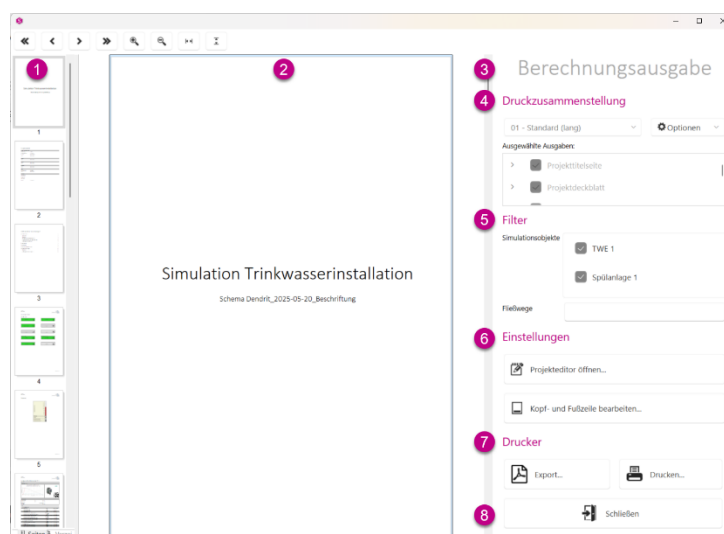 1
2
3
Berechnungsausgabe
4
Druckzusammenstellung
01 - Standard (lang)
Optionen
Ausgewählte Ausgaben:
Projekttitelseite
Projektdeckblatt
5
Filter
Simulationsobjekte
TWE 1
Spülanlage 1
Fließwege
6
Einstellungen
Projekteditor öffnen...
Kopf- und Fußzeile bearbeiten...
7
Drucker
Export...
Drucken...
8
Schließen
Simulation Trinkwasserinstallation
Schema Dendrit_2025-05-20_Beschriftung
1
2
3
4
5